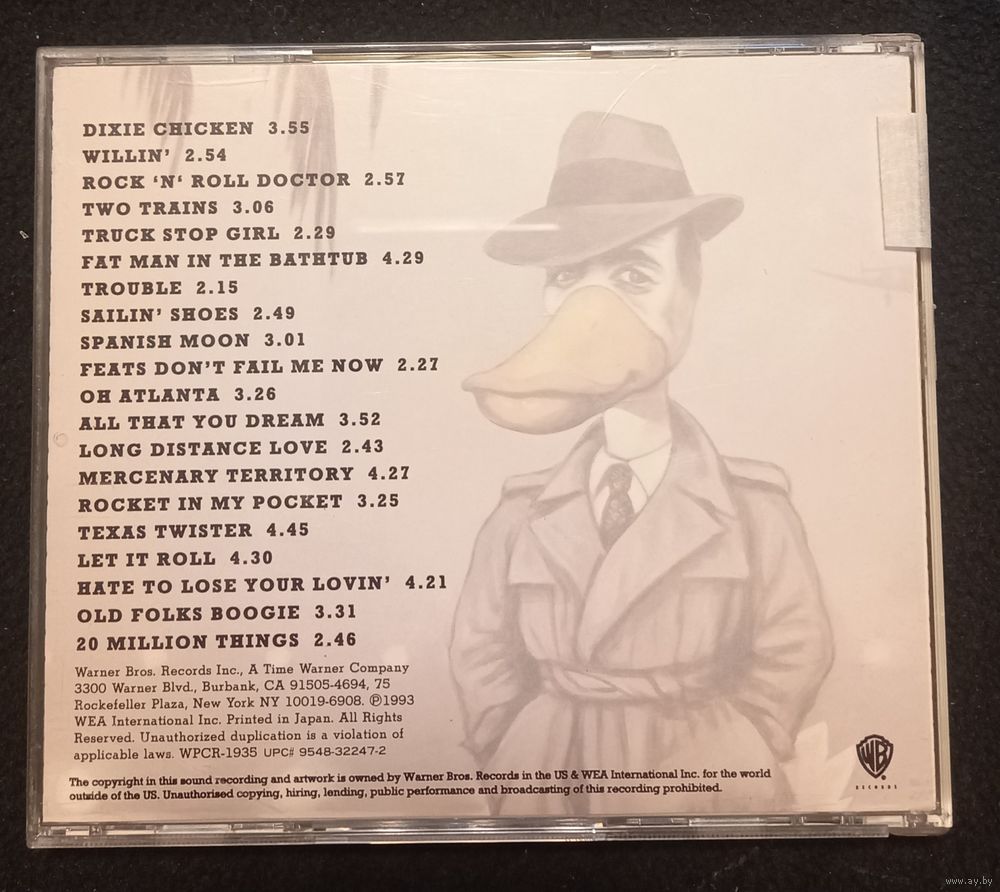 DIXIE CHICKEN 3.55
WILLIN' 2.54
ROCK 'N' ROLL DOCTOR 2.57
TWO TRAINS 3.06
TRUCK STOP GIRL 2.29
FAT MAN IN THE BATHTUB 4.29
TROUBLE 2.15
SAILIN' SHOES 2.49
SPANISH MOON 3.01
FEATS DON'T FAIL ME NOW 2.27
OH ATLANTA 3.26
ALL THAT YOU DREAM 3.52
LONG DISTANCE LOVE 2.43
MERCENARY TERRITORY 4.27
ROCKET IN MY POCKET 3.25
TEXAS TWISTER 4.45
LET IT ROLL 4.30
HATE TO LOSE YOUR LOVIN' 4.21
OLD FOLKS BOOGIE 3.31
20 MILLION THINGS 2.46
Warner Bros. Records Inc., A Time Warner Company
3300 Warner Blvd., Burbank, CA 91505-4694, 75
Rockefeller Plaza, New York NY 10019-6908. ℗1993
WEA International Inc. Printed in Japan. All Rights
Reserved. Unauthorized duplication is a violation of
applicable laws. WPCR-1935 UPC# 9548-32247-2
The copyright in this sound recording and artwork is owned by Warner Bros. Records in the US & WEA International Inc. for the world
outside of the US. Unauthorised copying, hiring, lending, public performance and broadcasting of this recording prohibited.
WB
RECORDS
www.ay.by